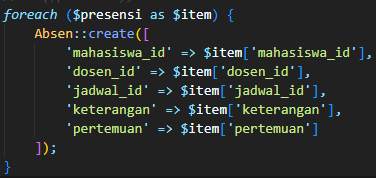 foreach ($presensi as $item) {
    Absen::create([
        'mahasiswa_id' => $item['mahasiswa_id'],
        'dosen_id' => $item['dosen_id'],
        'jadwal_id' => $item['jadwal_id'],
        'keterangan' => $item['keterangan'],
        'pertemuan' => $item['pertemuan']
    ]);
}